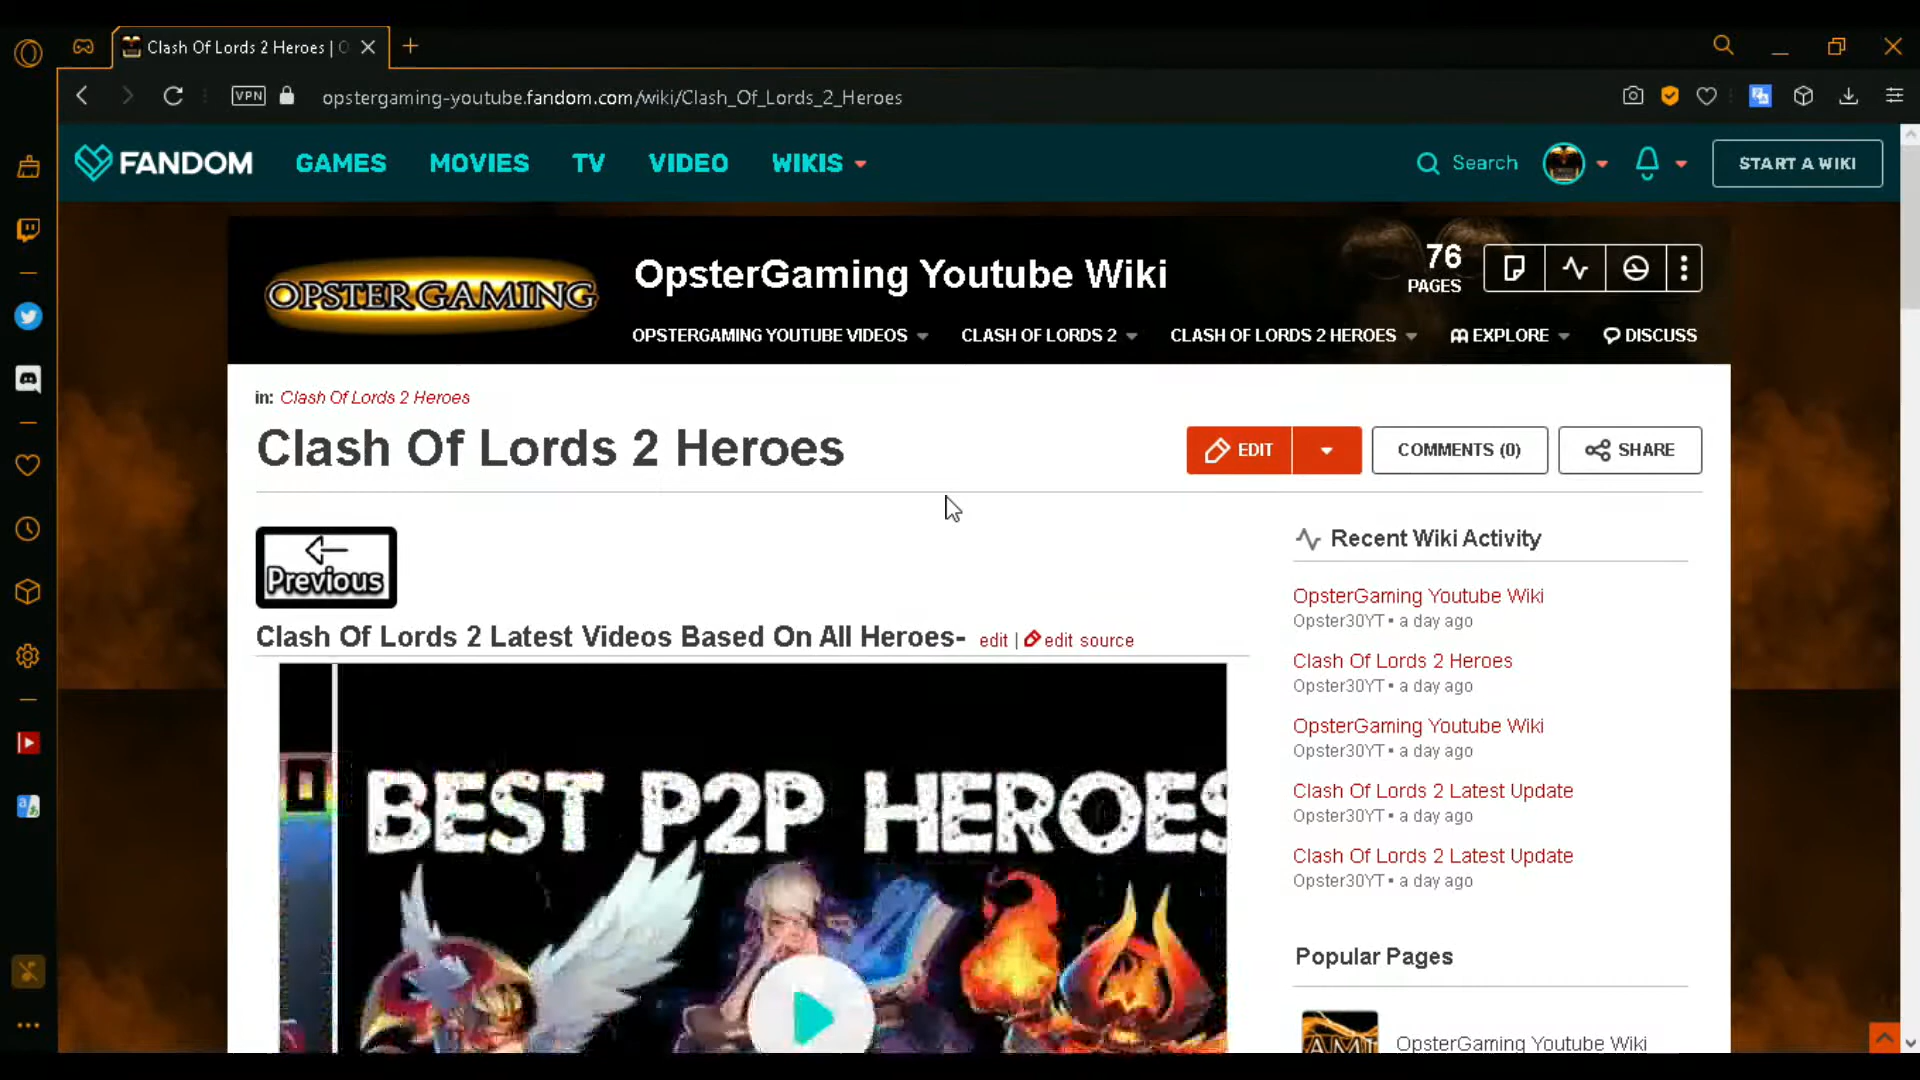 Clash Of Lords 2 Heroes |
VPN
opstergaming-youtube.fandom.com/wiki/Clash_Of_Lords_2_Heroes
FANDOM GAMES MOVIES TV VIDEO WIKIS Search START A WIKI
OPSTER GAMING
OpsterGaming Youtube Wiki
76
PAGES
OPSTERGAMING YOUTUBE VIDEOS CLASH OF LORDS 2 CLASH OF LORDS 2 HEROES EXPLORE DISCUSS
in: Clash Of Lords 2 Heroes
Clash Of Lords 2 Heroes
EDIT
COMMENTS (0)
SHARE
Previous
Clash Of Lords 2 Latest Videos Based On All Heroes- edit | edit source
BEST P2P HEROES
Recent Wiki Activity
OpsterGaming Youtube Wiki
Opster30YT • a day ago
Clash Of Lords 2 Heroes
Opster30YT • a day ago
OpsterGaming Youtube Wiki
Opster30YT • a day ago
Clash Of Lords 2 Latest Update
Opster30YT • a day ago
Clash Of Lords 2 Latest Update
Opster30YT • a day ago
Popular Pages
OpsterGaming Youtube Wiki